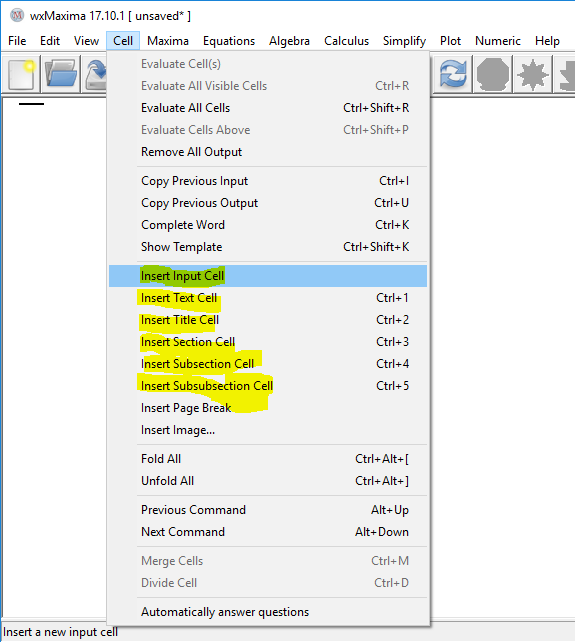 wxMaxima 17.10.1 [ unsaved* ]
File Edit View Cell Maxima Equations Algebra Calculus Simplify Plot Numeric Help
Evaluate Cell(s)
Evaluate All Visible Cells Ctrl+R
Evaluate All Cells Ctrl+Shift+R
Evaluate Cells Above Ctrl+Shift+P
Remove All Output
Copy Previous Input Ctrl+I
Copy Previous Output Ctrl+U
Complete Word Ctrl+K
Show Template Ctrl+Shift+K
Insert Input Cell
Insert Text Cell Ctrl+1
Insert Title Cell Ctrl+2
Insert Section Cell Ctrl+3
Insert Subsection Cell Ctrl+4
Insert Subsubsection Cell Ctrl+5
Insert Page Break
Insert Image...
Fold All Ctrl+Alt+[
Unfold All Ctrl+Alt+]
Previous Command Alt+Up
Next Command Alt+Down
Merge Cells Ctrl+M
Divide Cell Ctrl+D
Automatically answer questions
Insert a new input cell